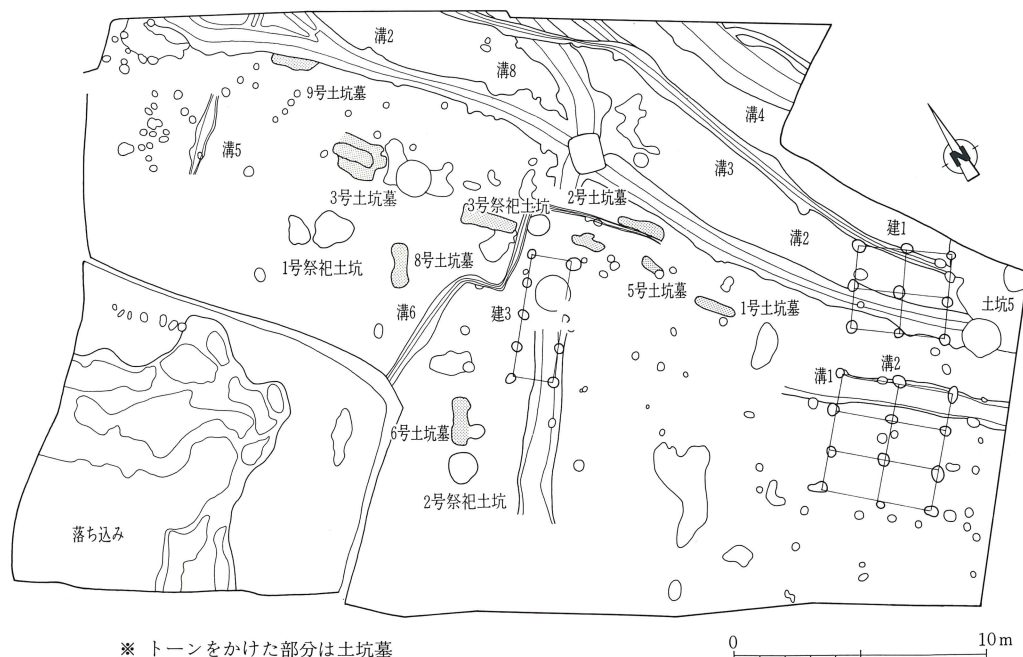 溝2
溝8
9号土坑墓
溝4
溝5
溝3
3号土坑墓
3号祭祀土坑
2号土坑墓
建1
溝2
1号祭祀土坑
8号土坑墓
5号土坑墓
1号土坑墓
土坑5
溝6
建3
溝1
溝2
6号土坑墓
2号祭祀土坑
落ち込み
N
※ トーンをかけた部分は土坑墓
0
10m